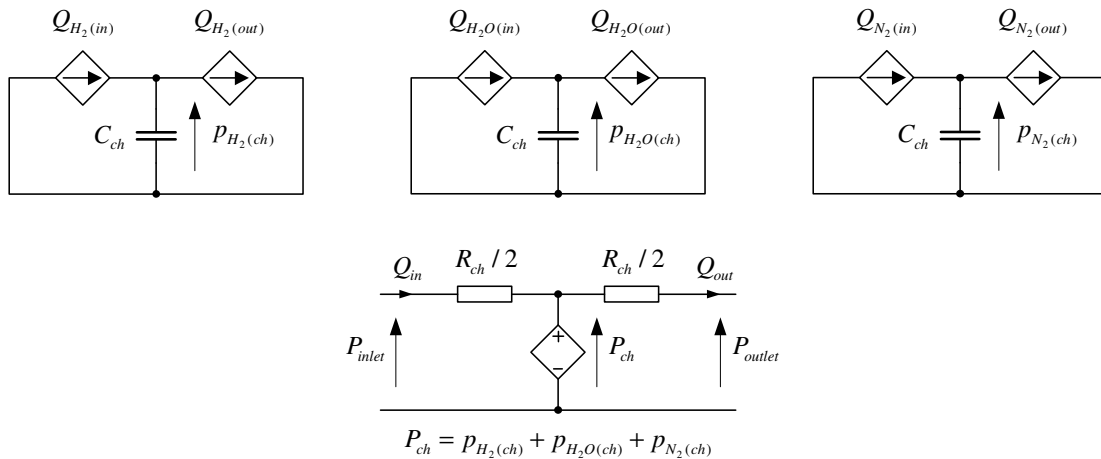 Q_{H_2(in)} Q_{H_2(out)} Q_{H_2O(in)} Q_{H_2O(out)} Q_{N_2(in)} Q_{N_2(out)}
C_{ch} p_{H_2(ch)} C_{ch} p_{H_2O(ch)} C_{ch} p_{N_2(ch)}
Q_{in} R_{ch} / 2 R_{ch} / 2 Q_{out}
P_{inlet} + − P_{ch} P_{outlet}
P_{ch} = p_{H_2(ch)} + p_{H_2O(ch)} + p_{N_2(ch)}